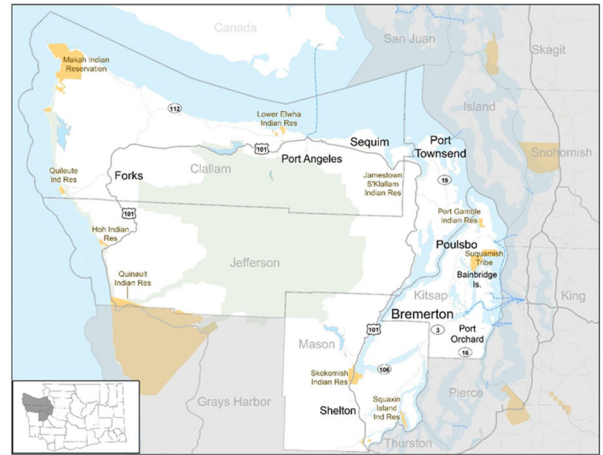 Canada
San Juan
Skagit
Makah Indian
Reservation
Island
112
Lower Elwha
Indian Res
Sequim
Port
Townsend
101
Snohomish
Port Angeles
Clallam
Quileute
Ind Res
Forks
Jamestown
S'Klallam
Indian Res
19
101
Port Gamble
Indian Res
Hoh Indian
Res
Poulsbo
Suquamish
Tribe
Jefferson
Quinault
Indian Res
Bainbridge
Is.
Kitsap
King
Bremerton
101
3
Port
Orchard
Mason
16
106
Skokomish
Indian Res
Pierce
Grays Harbor
Squaxin
Island
Ind Res
Shelton
Thurston